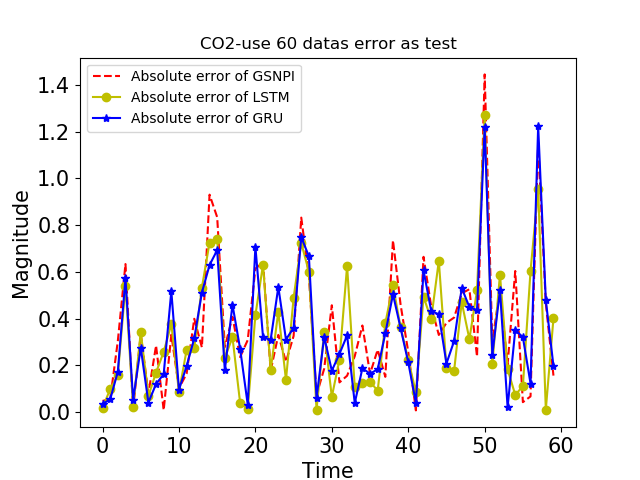 CO2-use 60 datas error as test
Absolute error of GSNPI
Absolute error of LSTM
Absolute error of GRU
Magnitude
1.4
1.2
1.0
0.8
0.6
0.4
0.2
0.0
0 10 20 30 40 50 60
Time